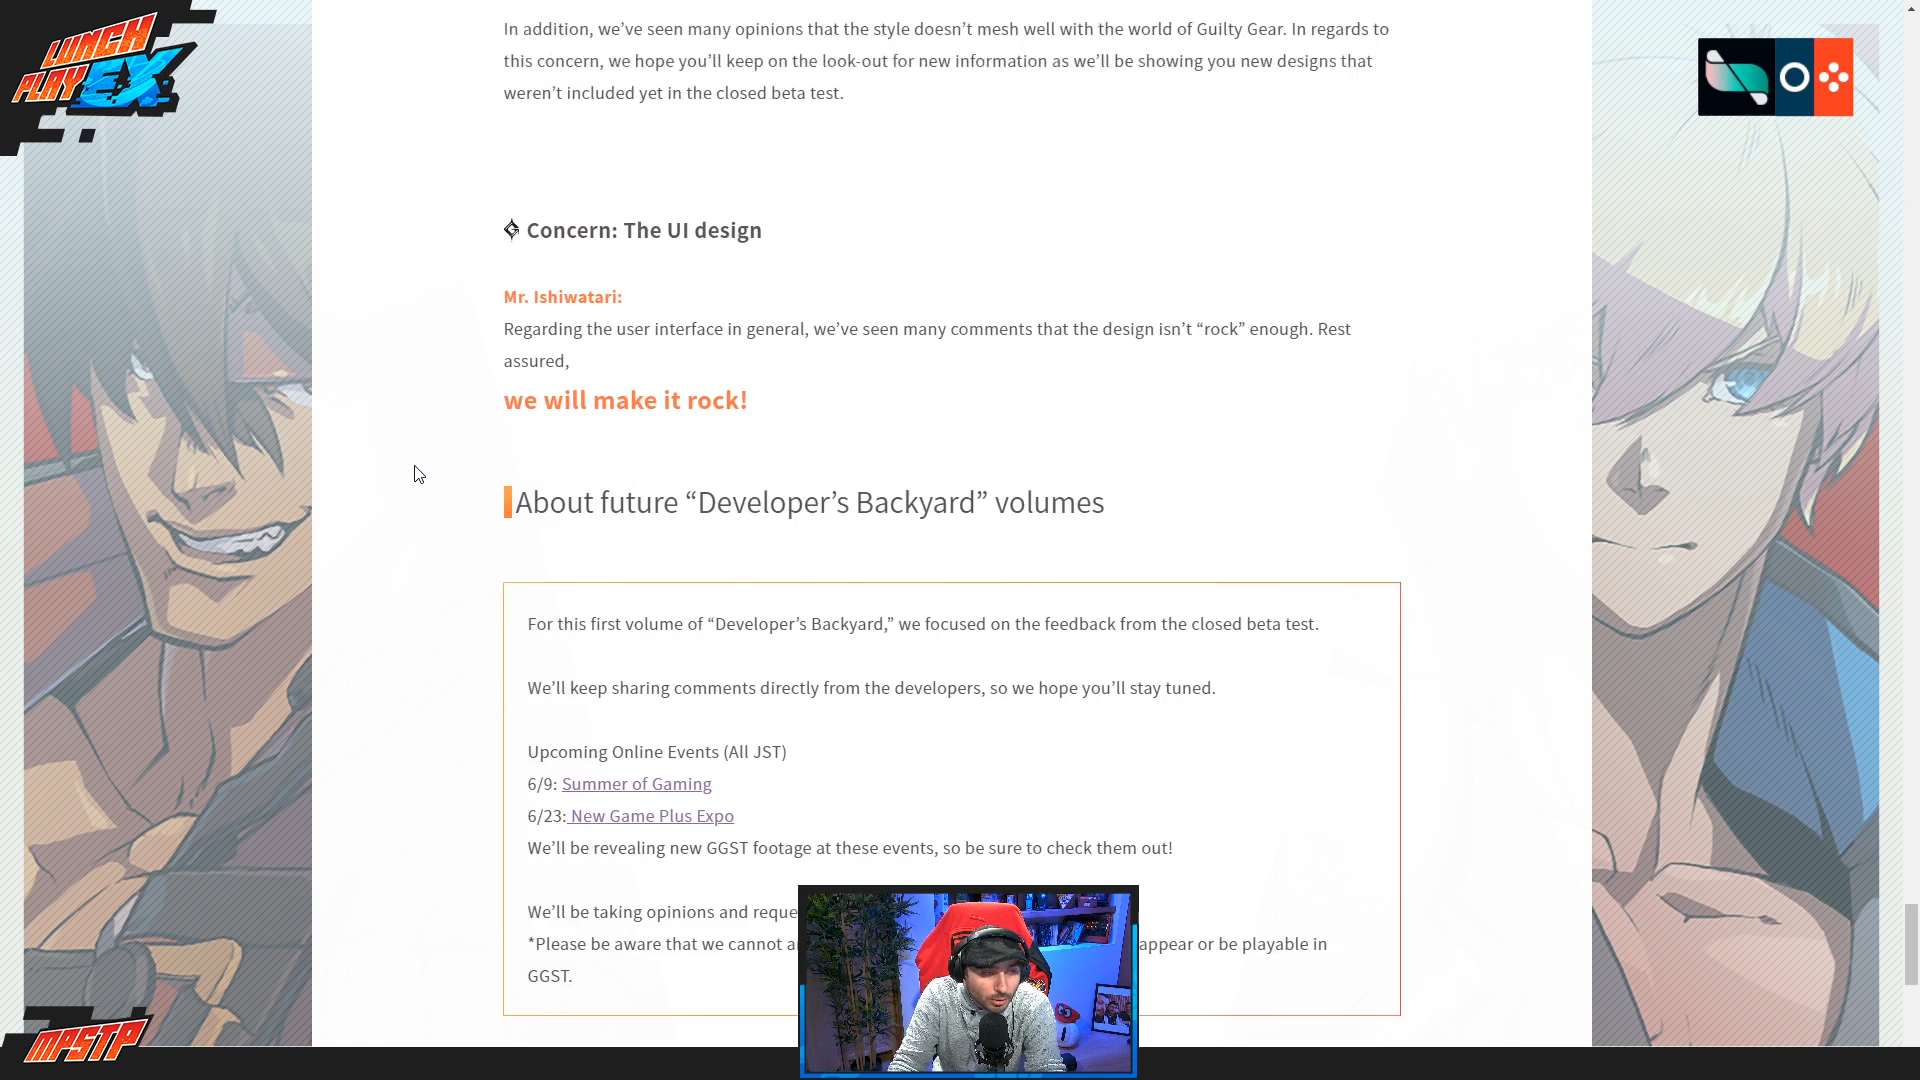 LUNCH
PLAY EX
In addition, we’ve seen many opinions that the style doesn’t mesh well with the world of Guilty Gear. In regards to
this concern, we hope you’ll keep on the look-out for new information as we’ll be showing you new designs that
weren’t included yet in the closed beta test.
Concern: The UI design
Mr. Ishiwatari:
Regarding the user interface in general, we’ve seen many comments that the design isn’t “rock” enough. Rest
assured,
we will make it rock!
About future “Developer’s Backyard” volumes
For this first volume of “Developer’s Backyard,” we focused on the feedback from the closed beta test.
We’ll keep sharing comments directly from the developers, so we hope you’ll stay tuned.
Upcoming Online Events (All JST)
6/9: Summer of Gaming
6/23: New Game Plus Expo
We’ll be revealing new GGST footage at these events, so be sure to check them out!
We’ll be taking opinions and
*Please be aware that we cannot appear or be playable in
GGST.
MPSTP